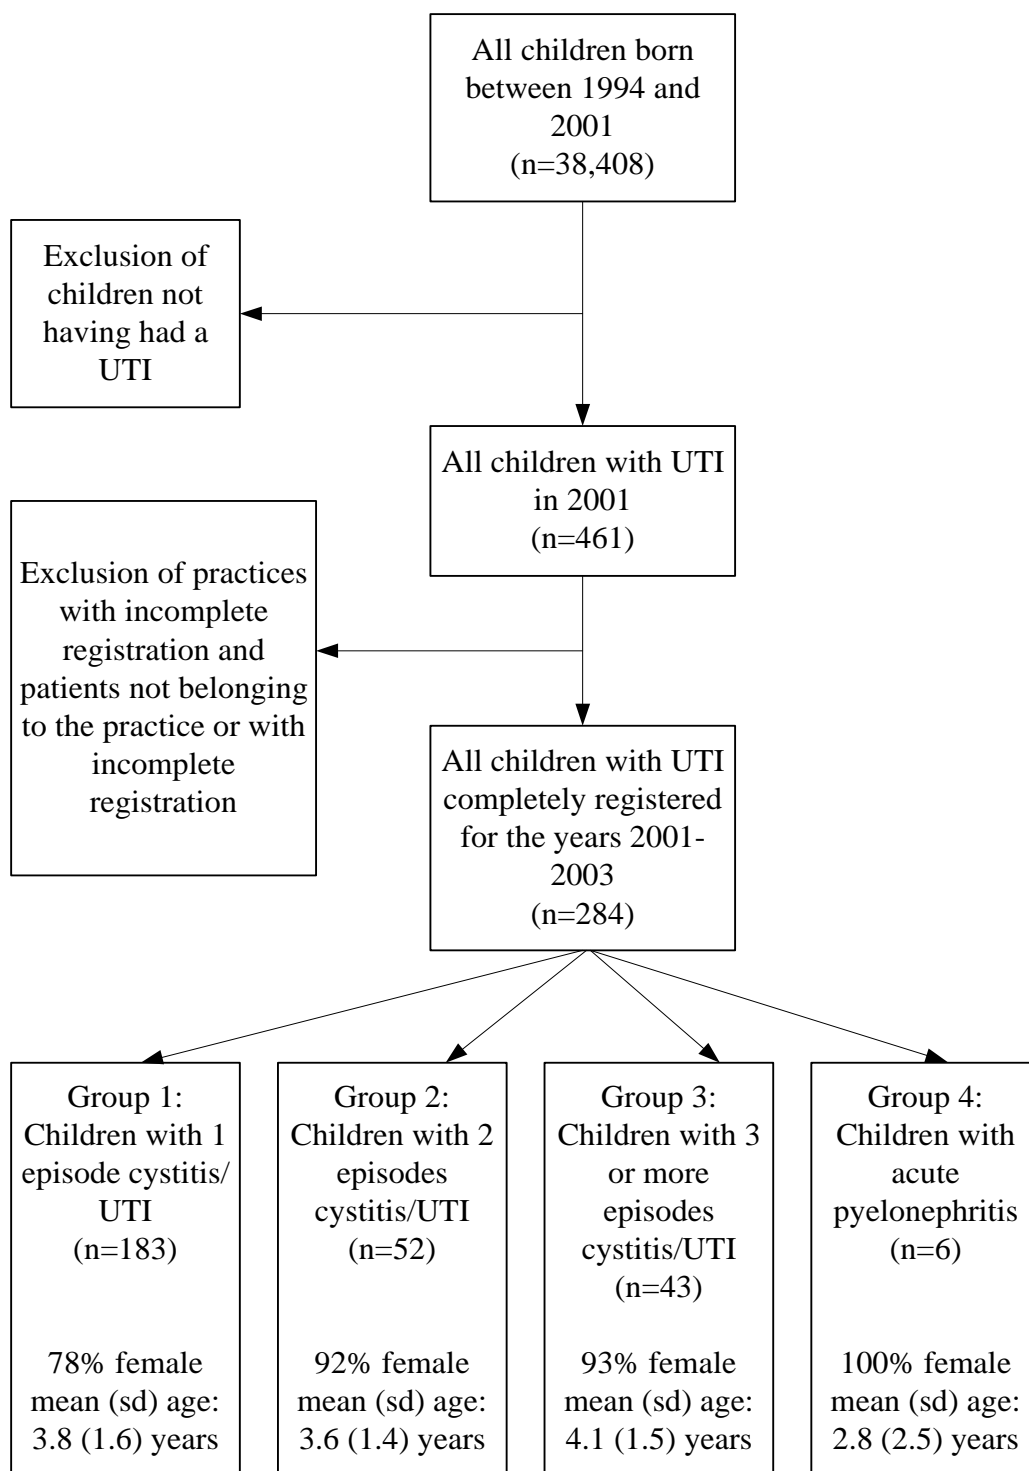 All children born
between 1994 and
2001
(n=38,408)
Exclusion of
children not
having had a
UTI
All children with UTI
in 2001
(n=461)
Exclusion of practices
with incomplete
registration and
patients not belonging
to the practice or with
incomplete
registration
All children with UTI
completely registered
for the years 2001-
2003
(n=284)
Group 1:
Children with 1
episode cystitis/
UTI
(n=183)
78% female
mean (sd) age:
3.8 (1.6) years
Group 2:
Children with 2
episodes
cystitis/UTI
(n=52)
92% female
mean (sd) age:
3.6 (1.4) years
Group 3:
Children with 3
or more
episodes
cystitis/UTI
(n=43)
93% female
mean (sd) age:
4.1 (1.5) years
Group 4:
Children with
acute
pyelonephritis
(n=6)
100% female
mean (sd) age:
2.8 (2.5) years